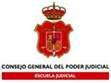 CONSEJO GENERAL DEL PODER JUDICIAL
ESCUELA JUDICIAL